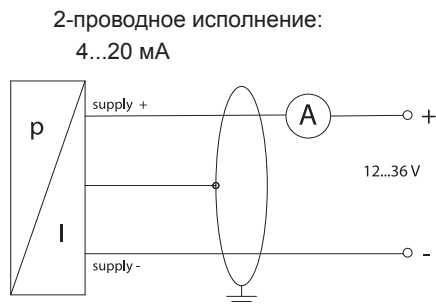 2-проводное исполнение:
4...20 мА
supply +
A
+
p
12...36 V
I
supply -
-